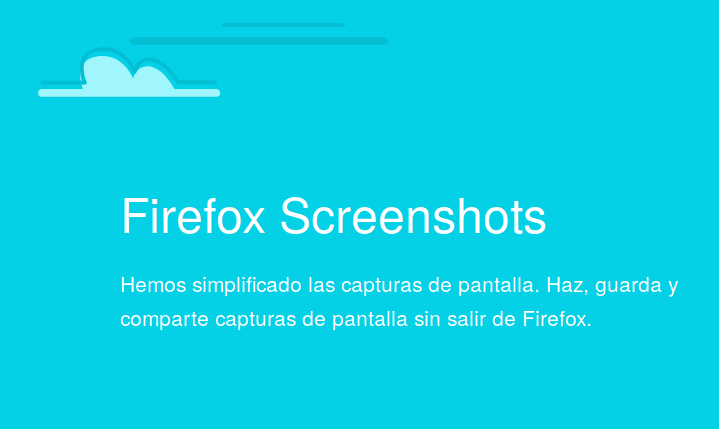 Firefox Screenshots
Hemos simplificado las capturas de pantalla. Haz, guarda y
comparte capturas de pantalla sin salir de Firefox.